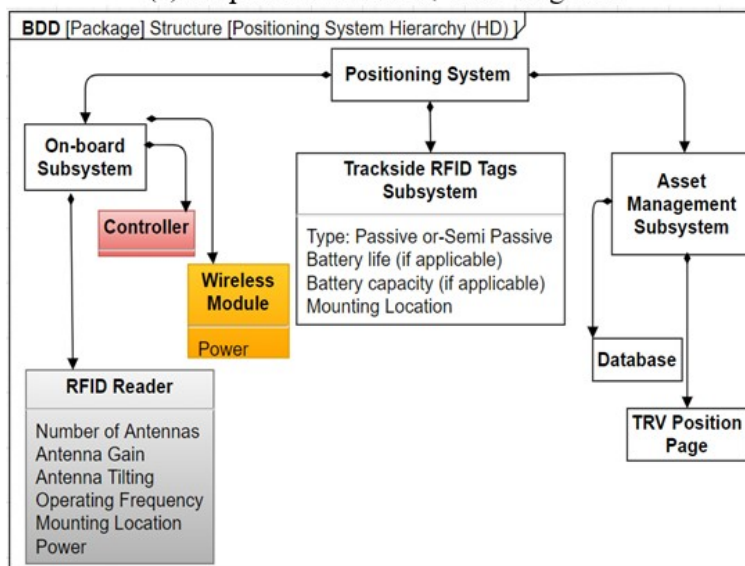 BDD [Package] Structure [Positioning System Hierarchy (HD) ]
Positioning System
On-board
Subsystem
Controller
Wireless
Module
Power
RFID Reader
Number of Antennas
Antenna Gain
Antenna Tilting
Operating Frequency
Mounting Location
Power
Trackside RFID Tags
Subsystem
Type: Passive or-Semi Passive
Battery life (if applicable)
Battery capacity (if applicable)
Mounting Location
Asset
Management
Subsystem
Database
TRV Position
Page